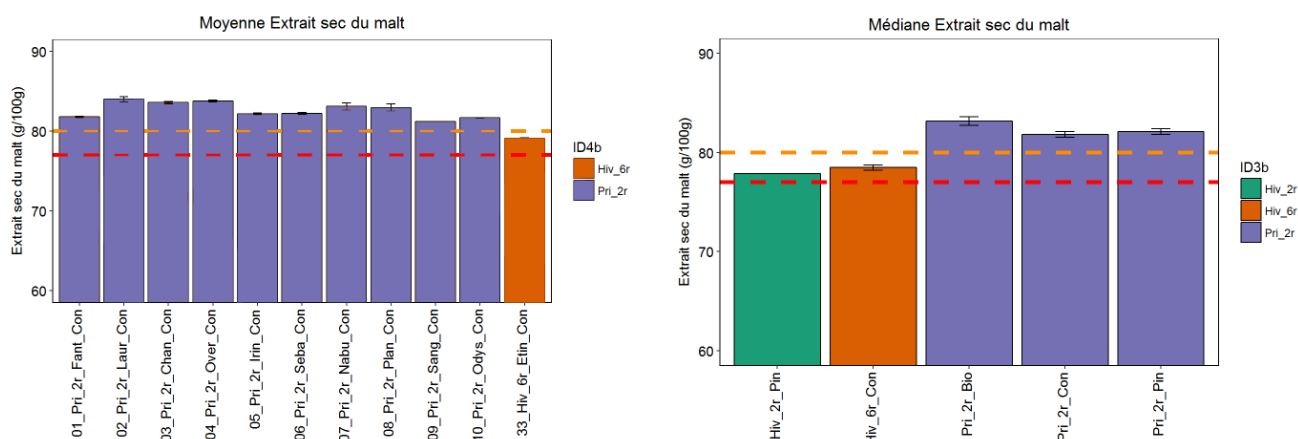 Moyenne Extrait sec du malt
Extrait sec du malt (g/100g)
90
80
70
60
01_Pri_2r_Fant_Con
02_Pri_2r_Laur_Con
03_Pri_2r_Chan_Con
04_Pri_2r_Over_Con
05_Pri_2r_Irin_Con
06_Pri_2r_Seba_Con
07_Pri_2r_Nabu_Con
08_Pri_2r_Plan_Con
09_Pri_2r_Sang_Con
10_Pri_2r_Odys_Con
33_Hiv_6r_Etin_Con
ID4b
Hiv_6r
Pri_2r
Médiane Extrait sec du malt
Extrait sec du malt (g/100g)
90
80
70
60
Hiv_2r_Pin
Hiv_6r_Con
Pri_2r_Bio
Pri_2r_Con
Pri_2r_Pin
ID3b
Hiv_2r
Hiv_6r
Pri_2r